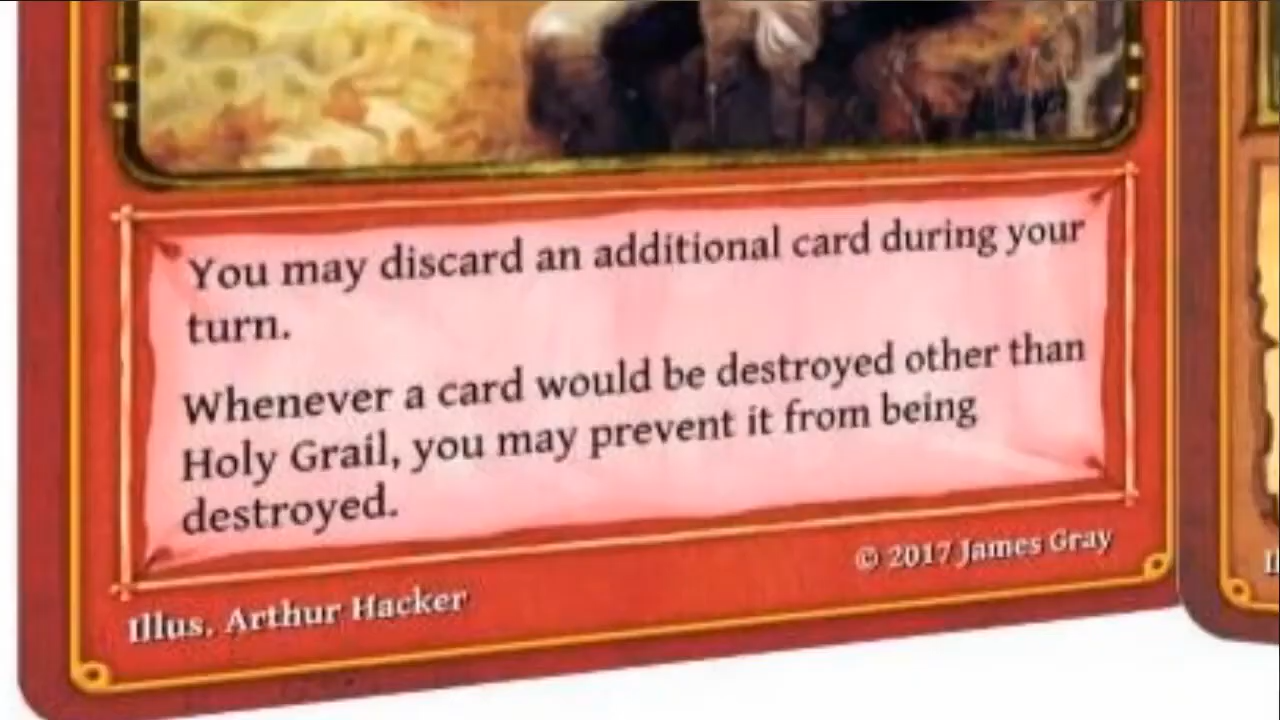 You may discard an additional card during your
turn.
Whenever a card would be destroyed other than
Holy Grail, you may prevent it from being
destroyed.
© 2017 James Gray
Illus. Arthur Hacker